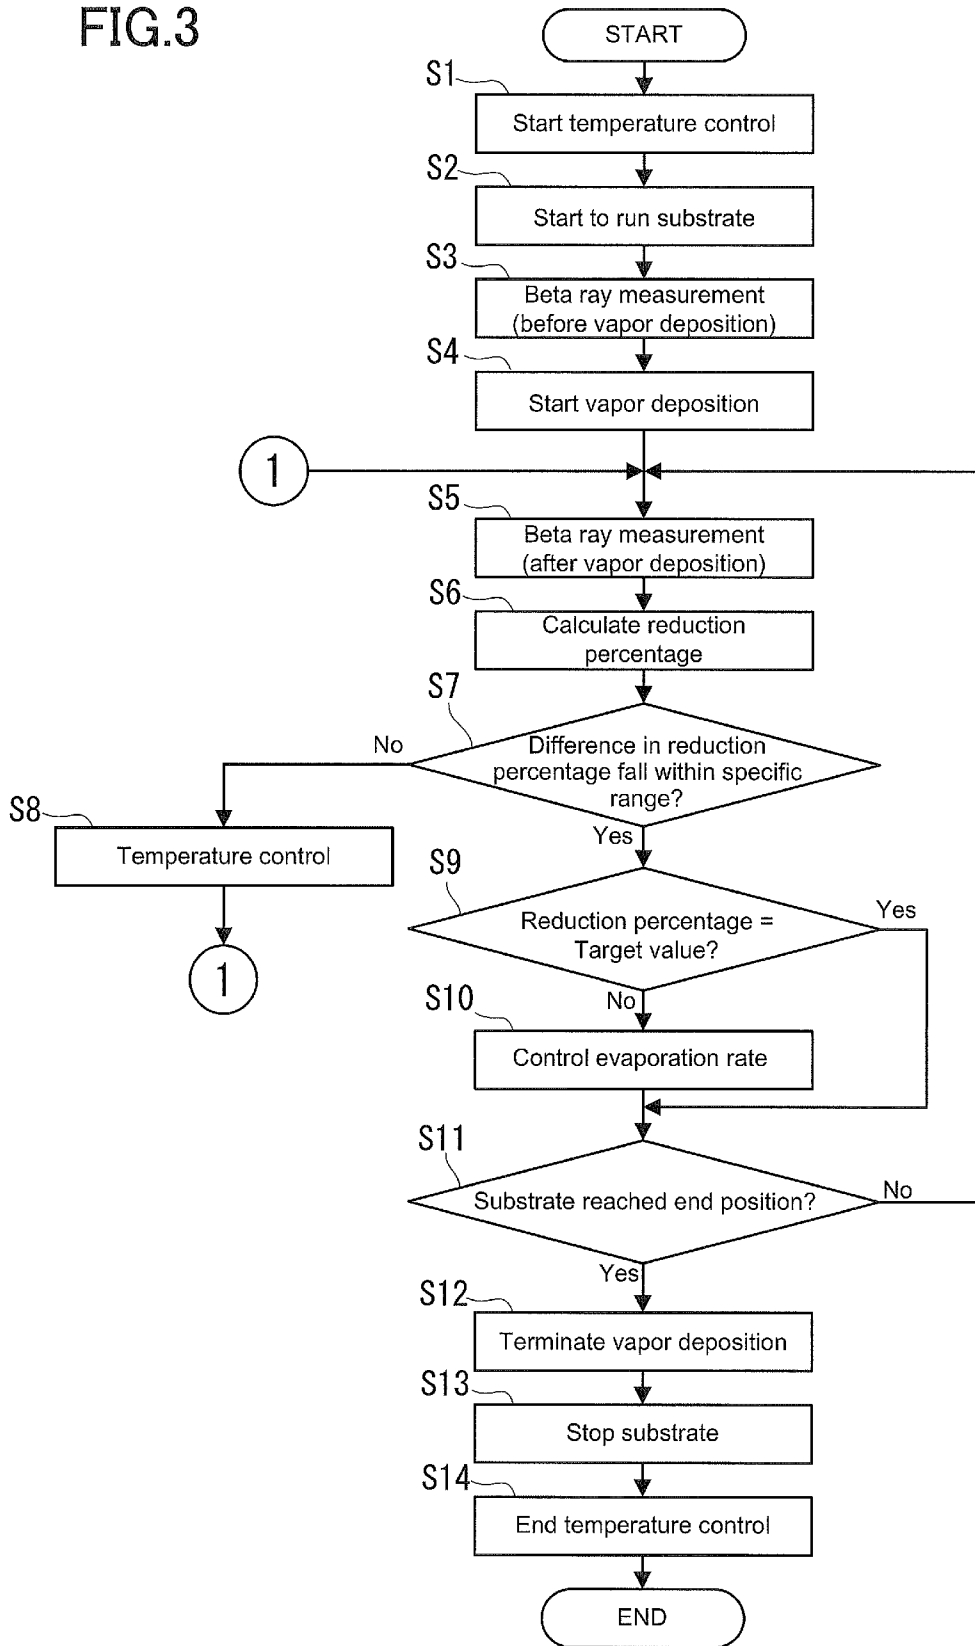 FIG.3
START
S1
Start temperature control
S2
Start to run substrate
S3
Beta ray measurement
(before vapor deposition)
S4
Start vapor deposition
1
S5
Beta ray measurement
(after vapor deposition)
S6
Calculate reduction
percentage
S7
No
Difference in reduction
percentage fall within specific
range?
Yes
S8
Temperature control
1
S9
Reduction percentage =
Target value?
Yes
No
S10
Control evaporation rate
S11
Substrate reached end position?
No
Yes
S12
Terminate vapor deposition
S13
Stop substrate
S14
End temperature control
END